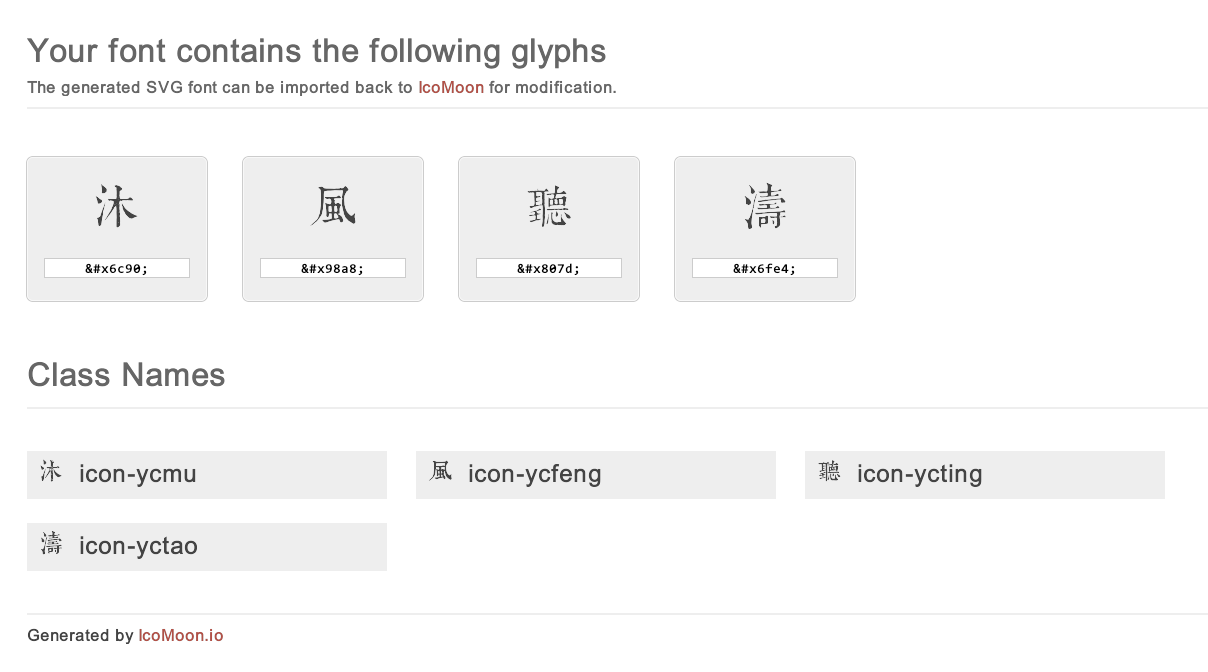 Your font contains the following glyphs
The generated SVG font can be imported back to IcoMoon for modification.
沐 風 聽 濤
&#x6c90; &#x98a8; &#x807d; &#x6fe4;
Class Names
沐 icon-ycmu 風 icon-ycfeng 聽 icon-ycting
濤 icon-yctao
Generated by IcoMoon.io